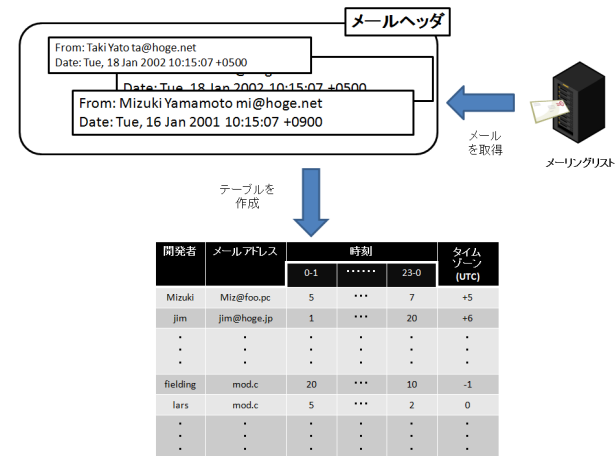 メールヘッダ
From: Taki Yato ta@hoge.net
Date: Tue, 18 Jan 2002 10:15:07 +0500
Date: Tue, 18 Jan 2002 10:15:07 +0500
From: Mizuki Yamamoto mi@hoge.net
Date: Tue, 16 Jan 2001 10:15:07 +0900
メール
を取得
メーリングリスト
テーブルを
作成
開発者 メールアドレス 時刻 タイムゾーン(UTC)
0-1 ・・・・・・ 23-0
Mizuki Miz@foo.pc 5 ・・・ 7 +5
jim jim@hoge.jp 1 ・・・ 20 +6
・ ・ ・ ・ ・ ・
・ ・ ・ ・ ・ ・
・ ・ ・ ・ ・ ・
fielding mod.c 20 ・・・ 10 -1
lars mod.c 5 ・・・ 2 0
・ ・ ・ ・ ・ ・
・ ・ ・ ・ ・ ・
・ ・ ・ ・ ・ ・